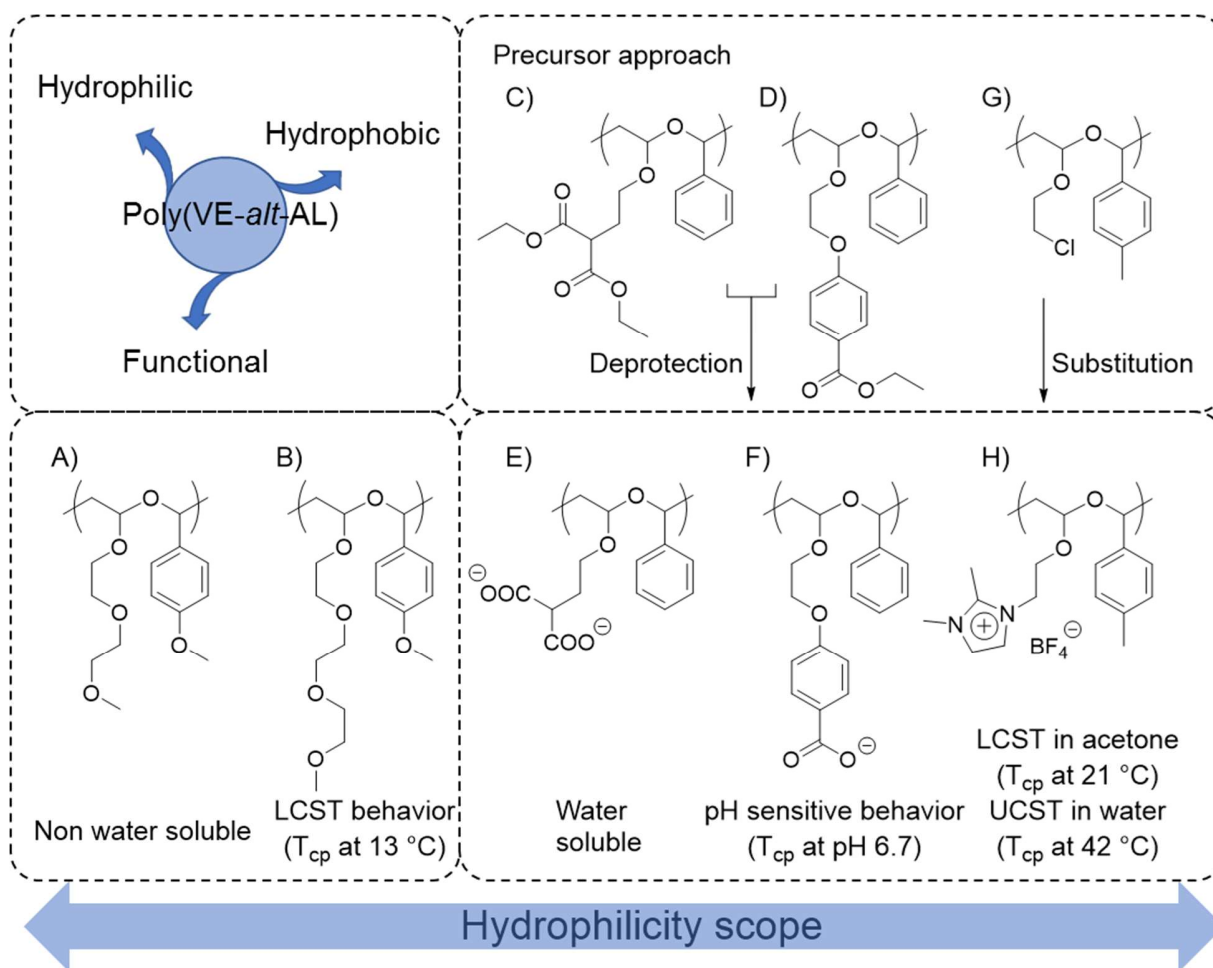 Hydrophilic
Hydrophobic
Poly(VE-alt-AL)
Functional
Precursor approach
C)
D)
G)
O
O
O
O
O
O
O
O
O
O
O
O
O
O
Cl
Deprotection
Substitution
A)
B)
E)
F)
H)
O
O
O
O
O
O
O
O
O
O
O
O
O
O
⊖
OOC
COO
⊖
O
O
O
O
O
⊖
O
O
N
N
+
BF4
⊖
Non water soluble
LCST behavior
(Tcp at 13 °C)
Water
soluble
pH sensitive behavior
(Tcp at pH 6.7)
LCST in acetone
(Tcp at 21 °C)
UCST in water
(Tcp at 42 °C)
Hydrophilicity scope